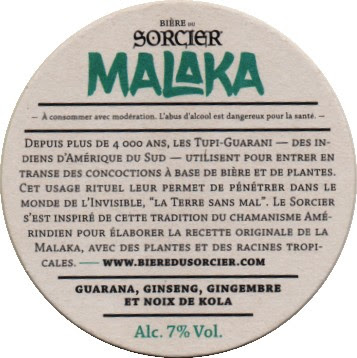 BIÈRE DU
SORCIER
MALAKA
— À consommer avec modération. L'abus d'alcool est dangereux pour la santé. —
Depuis plus de 4 000 ans, les Tupi-Guarani — des in-
diens d'Amérique du Sud — utilisent pour entrer en
transe des concoctions à base de bière et de plantes.
Cet usage rituel leur permet de pénétrer dans le
monde de l'Invisible, "la Terre sans mal". Le Sorcier
s'est inspiré de cette tradition du chamanisme Amé-
rindien pour élaborer la recette originale de la
Malaka, avec des plantes et des racines tropi-
cales. — www.bieredusorcier.com —
GUARANA, GINSENG, GINGEMBRE
ET NOIX DE KOLA
Alc. 7% Vol.